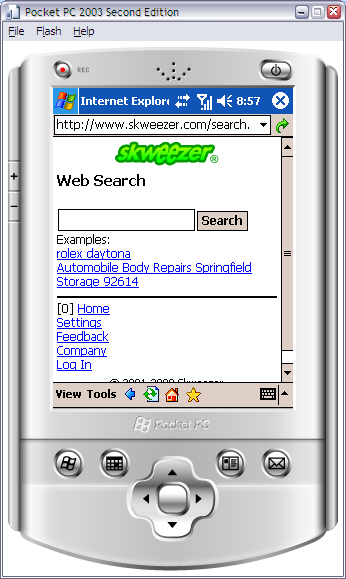 Pocket PC 2003 Second Edition
File Flash Help
REC
Internet Explore 8:57
http://www.skweezer.com/search.
skweezer®
Web Search
Search
Examples:
rolex daytona
Automobile Body Repairs Springfield
Storage 92614
[0] Home
Settings
Feedback
Company
Log In
View Tools
Pocket PC